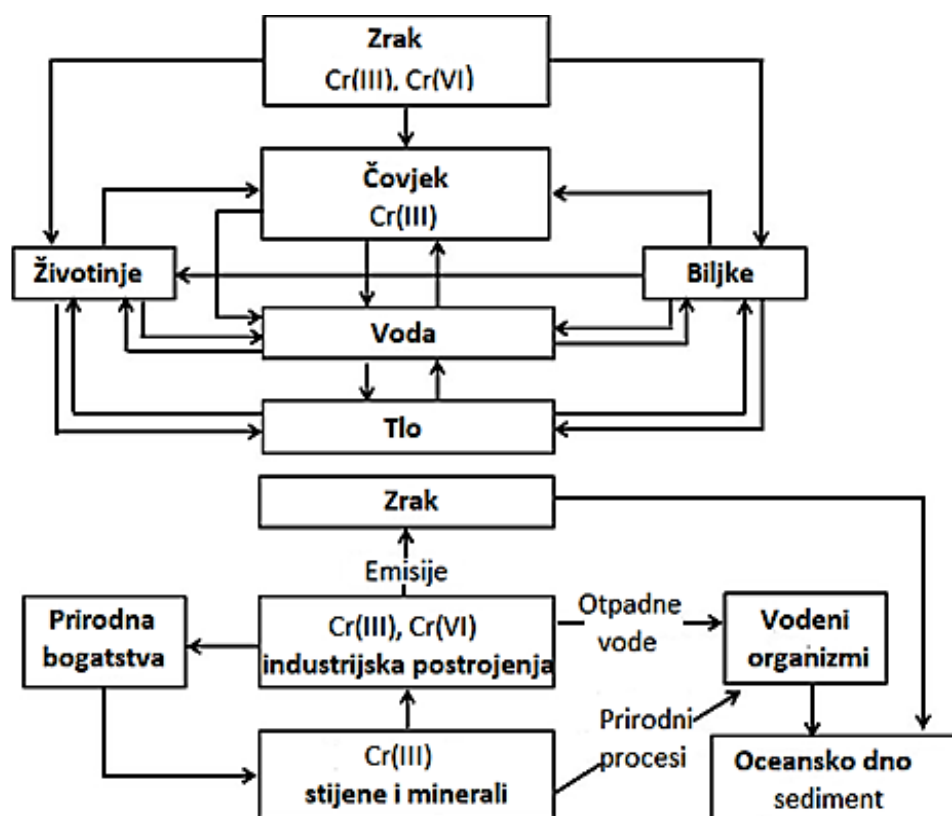 Zrak
Cr(III), Cr(VI)
Čovjek
Cr(III)
Životinje
Biljke
Voda
Tlo
Zrak
Emisije
Prirodna
bogatstva
Cr(III), Cr(VI)
industrijska postrojenja
Otpadne
vode
Vodeni
organizmi
Cr(III)
stijene i minerali
Prirodni
procesi
Oceansko dno
sediment